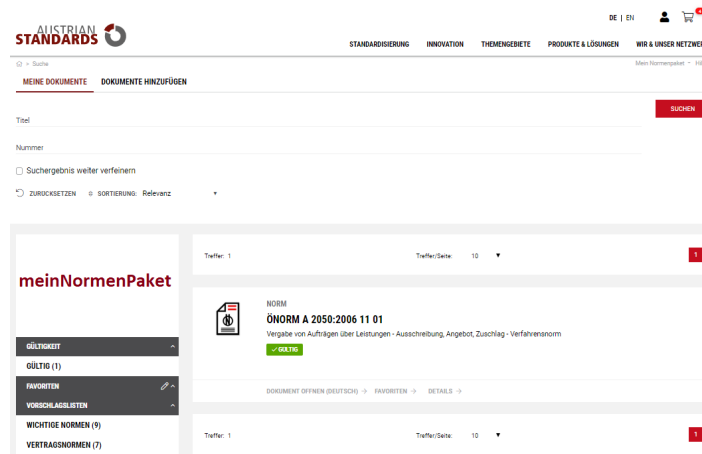 DE | EN
AUSTRIAN
STANDARDS
STANDARDISIERUNG INNOVATION THEMENGEBIETE PRODUKTE & LÖSUNGEN WIR & UNSER NETZWER
> Suche
Mein Normenpaket
MEINE DOKUMENTE DOKUMENTE HINZUFÜGEN
SUCHEN
Titel
Nummer
Suchergebnis weiter verfeinern
ZURÜCKSETZEN SORTIERUNG: Relevanz
meinNormenPaket
Treffer: 1 Treffer/Seite: 10 1
NORM
ÖNORM A 2050:2006 11 01
Vergabe von Aufträgen über Leistungen - Ausschreibung, Angebot, Zuschlag - Verfahrensnorm
GÜLTIG
DOKUMENT ÖFFNEN (DEUTSCH) → FAVORITEN → DETAILS →
GÜLTIGKEIT
GÜLTIG (1)
FAVORITEN
VORSCHLAGSLISTEN
WICHTIGE NORMEN (9)
VERTRAGSNORMEN (7)
Treffer: 1 Treffer/Seite: 10 1